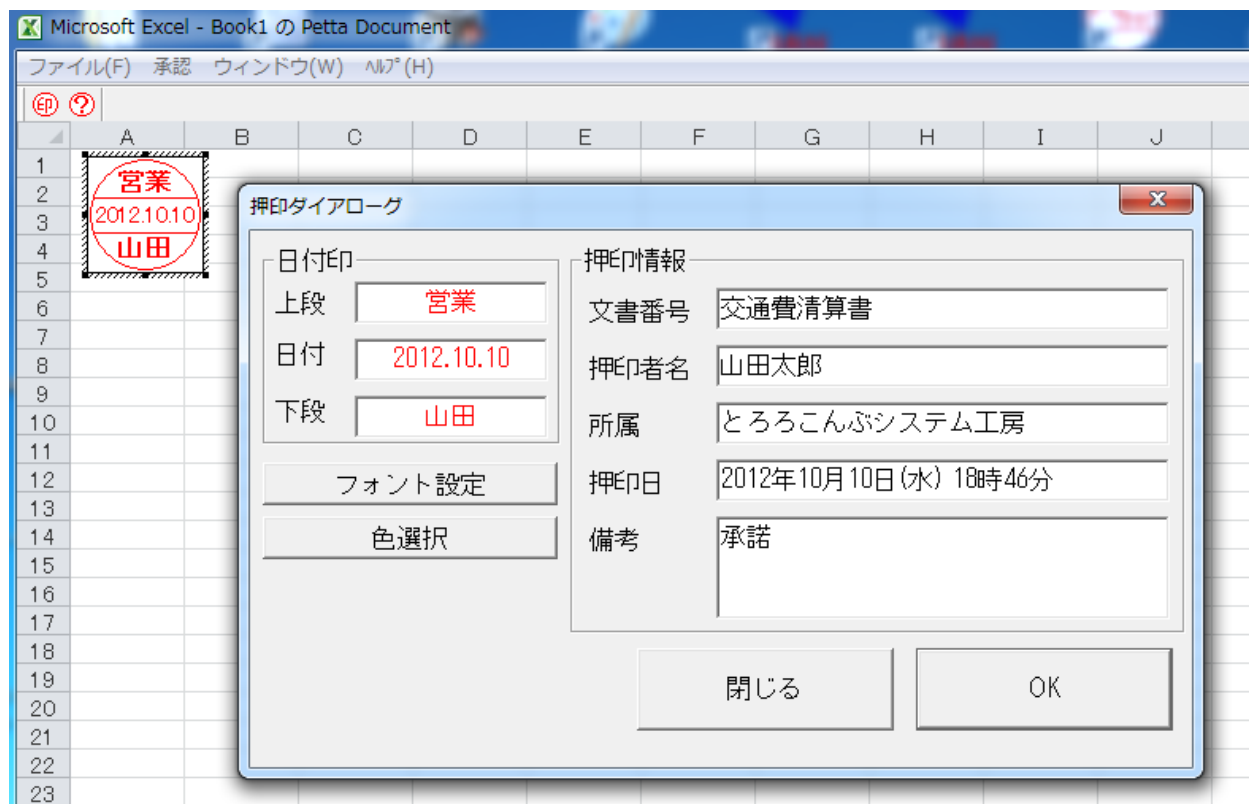 Microsoft Excel - Book1 の Petta Document
ファイル(F) 承認 ウィンドウ(W) ﾍﾙﾌﾟ(H)
印 ?
A B C D E F G H I J
1
2
3
4
5
6
7
8
9
10
11
12
13
14
15
16
17
18
19
20
21
22
23
営業
2012.10.10
山田
押印ダイアローグ
日付印
上段 営業
日付 2012.10.10
下段 山田
フォント設定
色選択
押印情報
文書番号 交通費清算書
押印者名 山田太郎
所属 とろろこんぶシステム工房
押印日 2012年10月10日(水) 18時46分
備考 承諾
閉じる OK